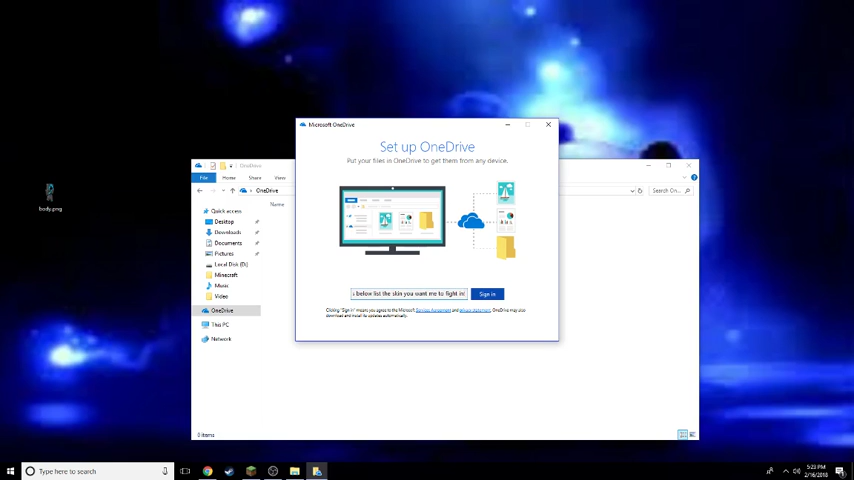 Microsoft OneDrive
Set up OneDrive
Put your files in OneDrive to get them from any device.
below list the skin you want me to fight in!
Sign in
Clicking "Sign in" means you agree to the Microsoft Services Agreement and privacy statement. OneDrive may also
download and install its updates automatically.
OneDrive
File
Home
Share
View
OneDrive
Search On...
Name
Quick access
Desktop
Downloads
Documents
Pictures
Local Disk (D:)
Minecraft
Music
Video
OneDrive
This PC
Network
0 items
body.png
Type here to search
5:23 PM
2/16/2018